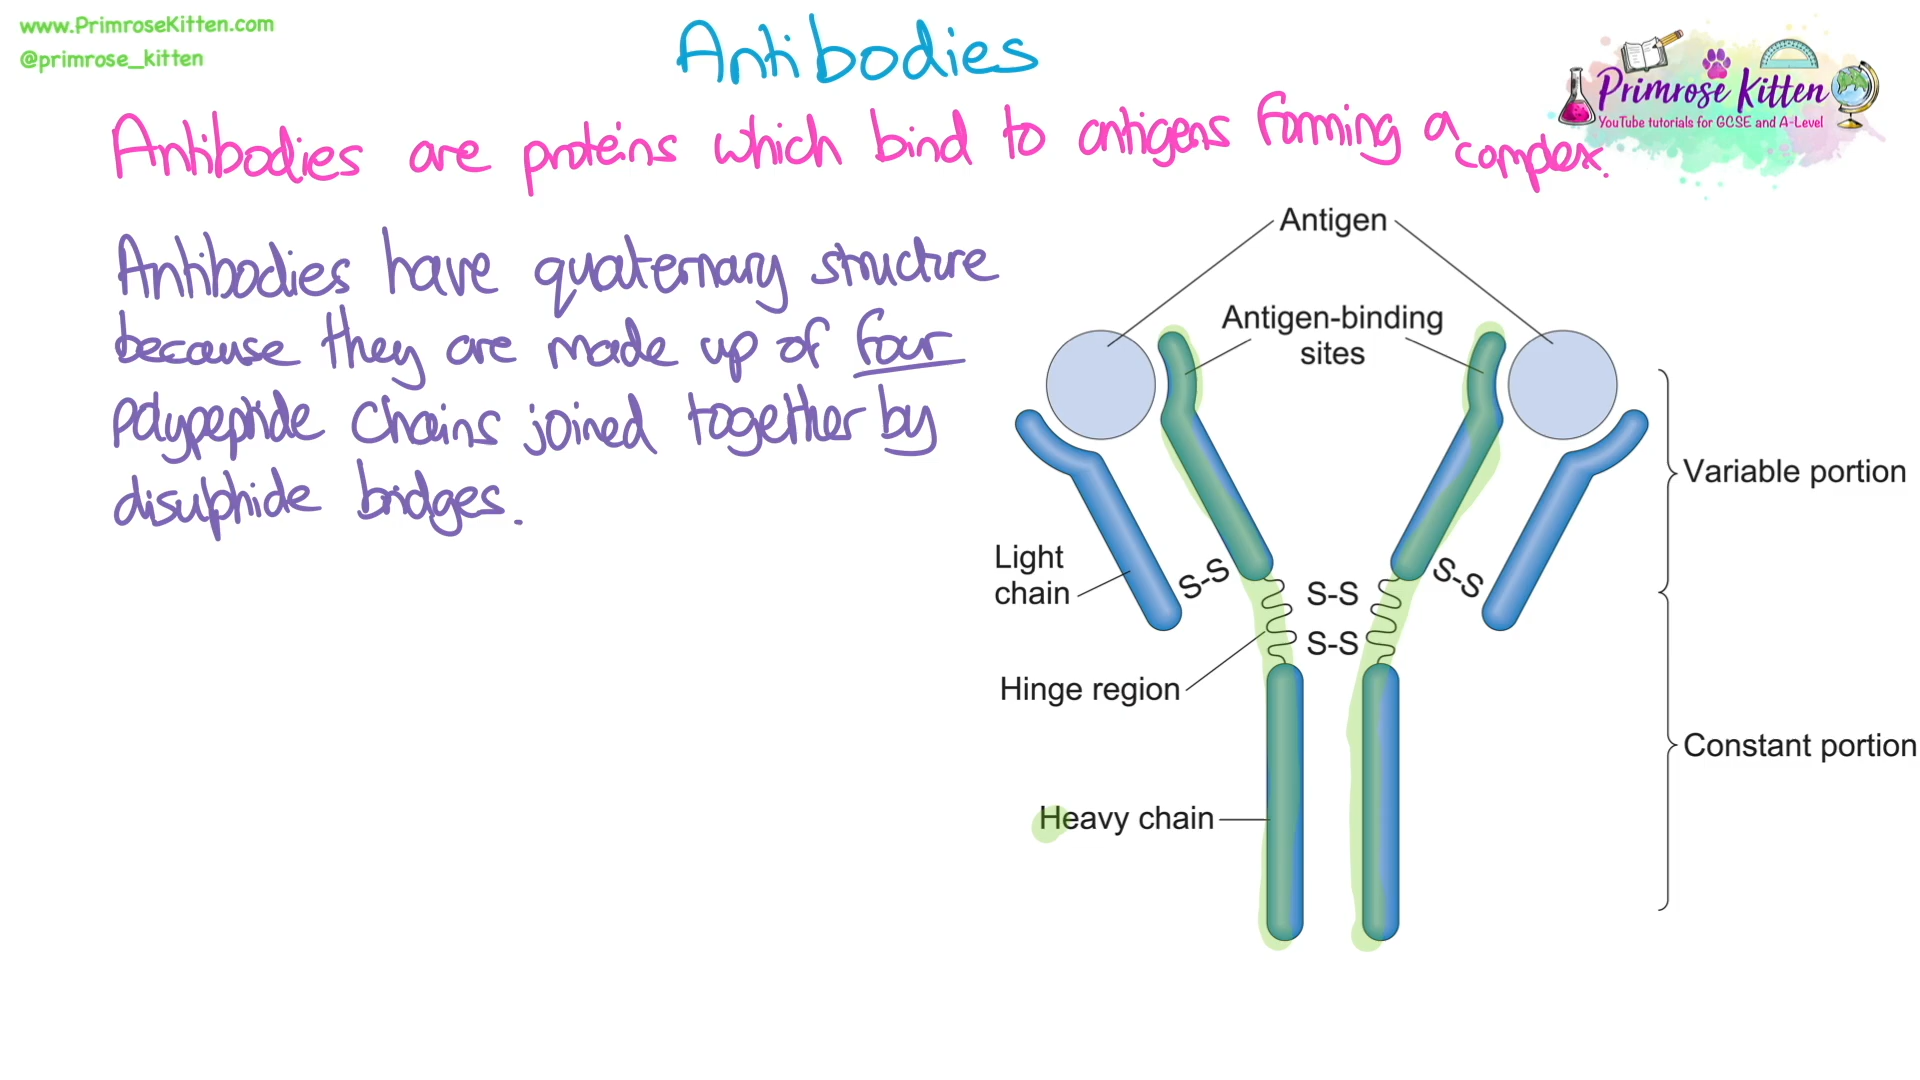 www.PrimroseKitten.com
@primrose_kitten
Antibodies
Primrose Kitten
YouTube tutorials for GCSE and A-Level
Antibodies are proteins which bind to antigens forming a complex.
Antibodies have quaternary structure
because they are made up of four
polypeptide chains joined together by
disulphide bridges.
Antigen
Antigen-binding
sites
Variable portion
Light
chain
S-S
S-S
S-S
S-S
Hinge region
Constant portion
Heavy chain